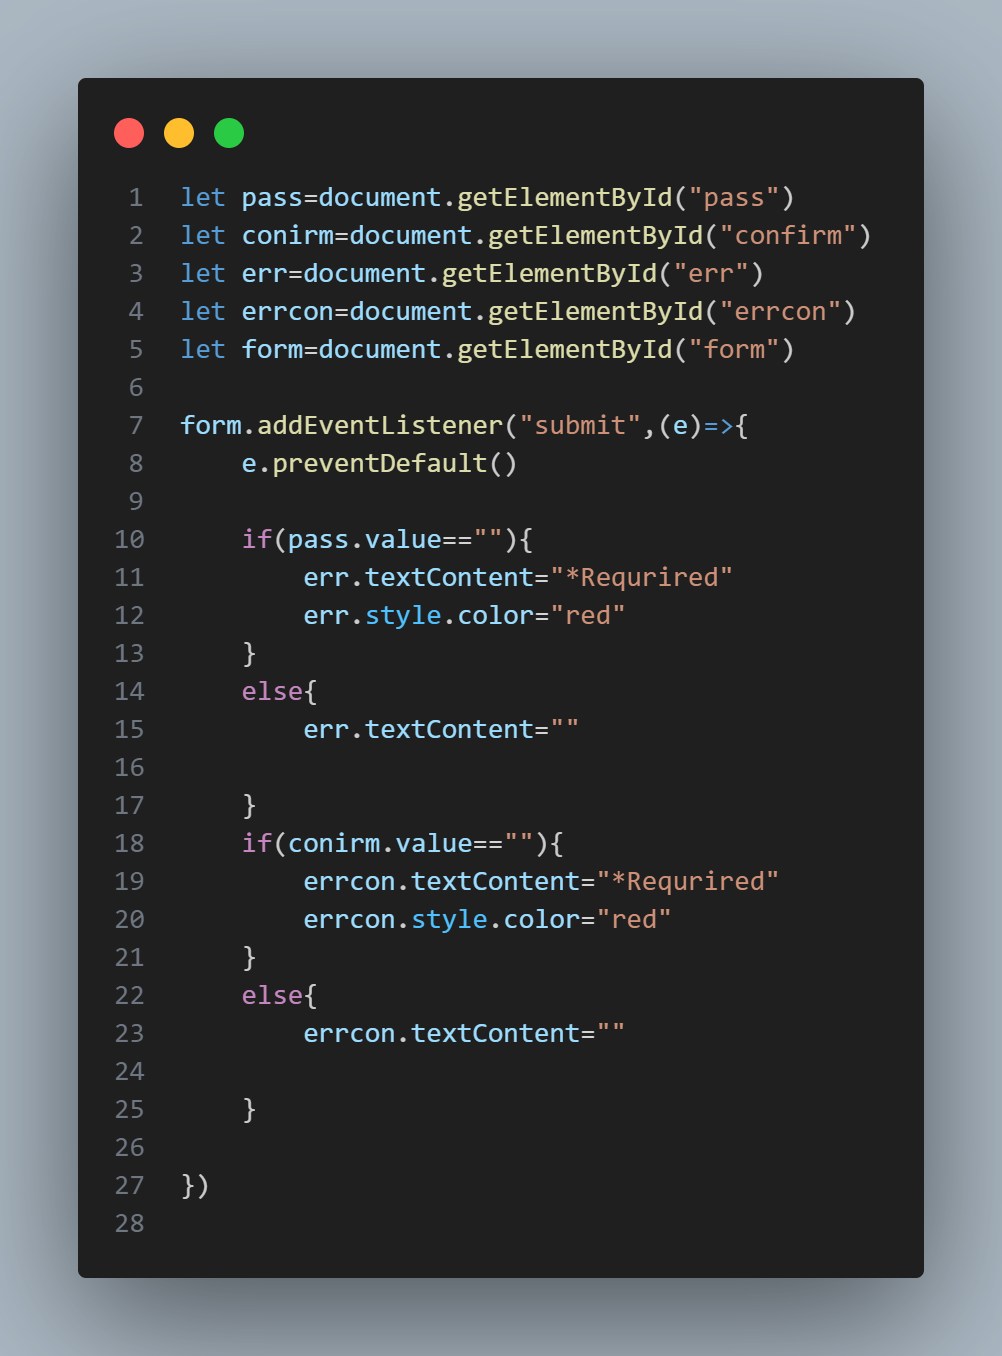 1 let pass=document.getElementById("pass")
2 let conirm=document.getElementById("confirm")
3 let err=document.getElementById("err")
4 let errcon=document.getElementById("errcon")
5 let form=document.getElementById("form")
6
7 form.addEventListener("submit",(e)=>{
8     e.preventDefault()
9
10     if(pass.value==""){
11         err.textContent="*Requrired"
12         err.style.color="red"
13     }
14     else{
15         err.textContent=""
16
17     }
18     if(conirm.value==""){
19         errcon.textContent="*Requrired"
20         errcon.style.color="red"
21     }
22     else{
23         errcon.textContent=""
24
25     }
26
27 })
28